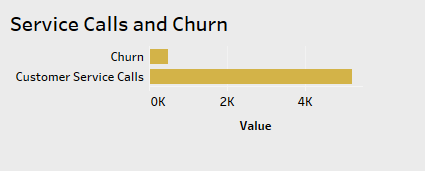 Service Calls and Churn
Churn
Customer Service Calls
0K 2K 4K
Value